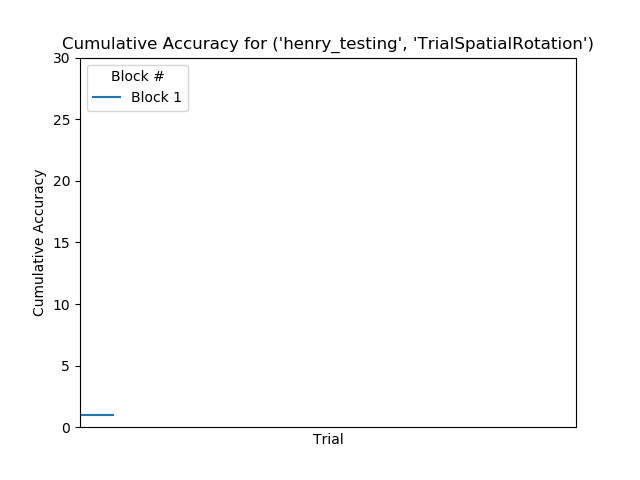 Cumulative Accuracy for ('henry_testing', 'TrialSpatialRotation')
Block #
Block 1
30
25
20
15
10
5
0
Cumulative Accuracy
Trial